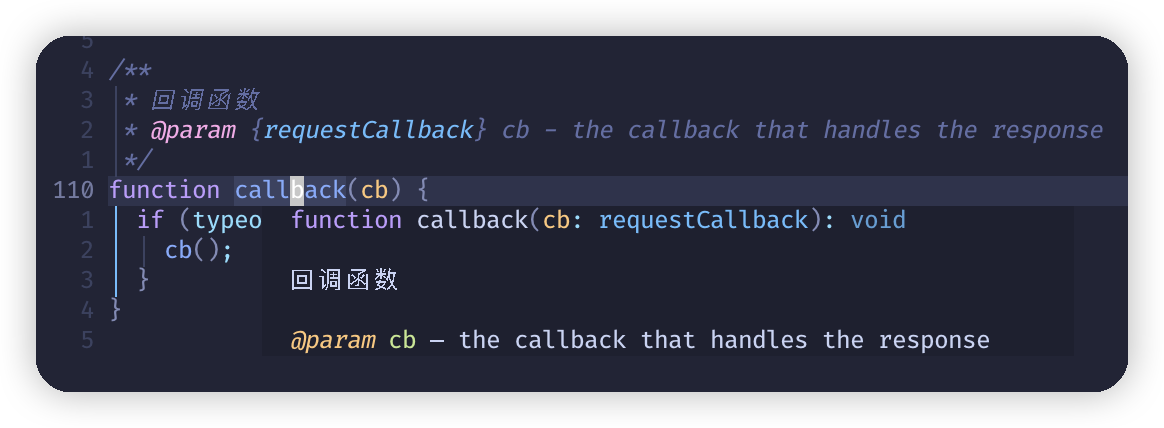 5
4 /**
3 * 回调函数
2 * @param {requestCallback} cb - the callback that handles the response
1 */
110 function callback(cb) {
1 if (typeo function callback(cb: requestCallback): void
2 cb();
3 } 回调函数
4 }
5 @param cb — the callback that handles the response